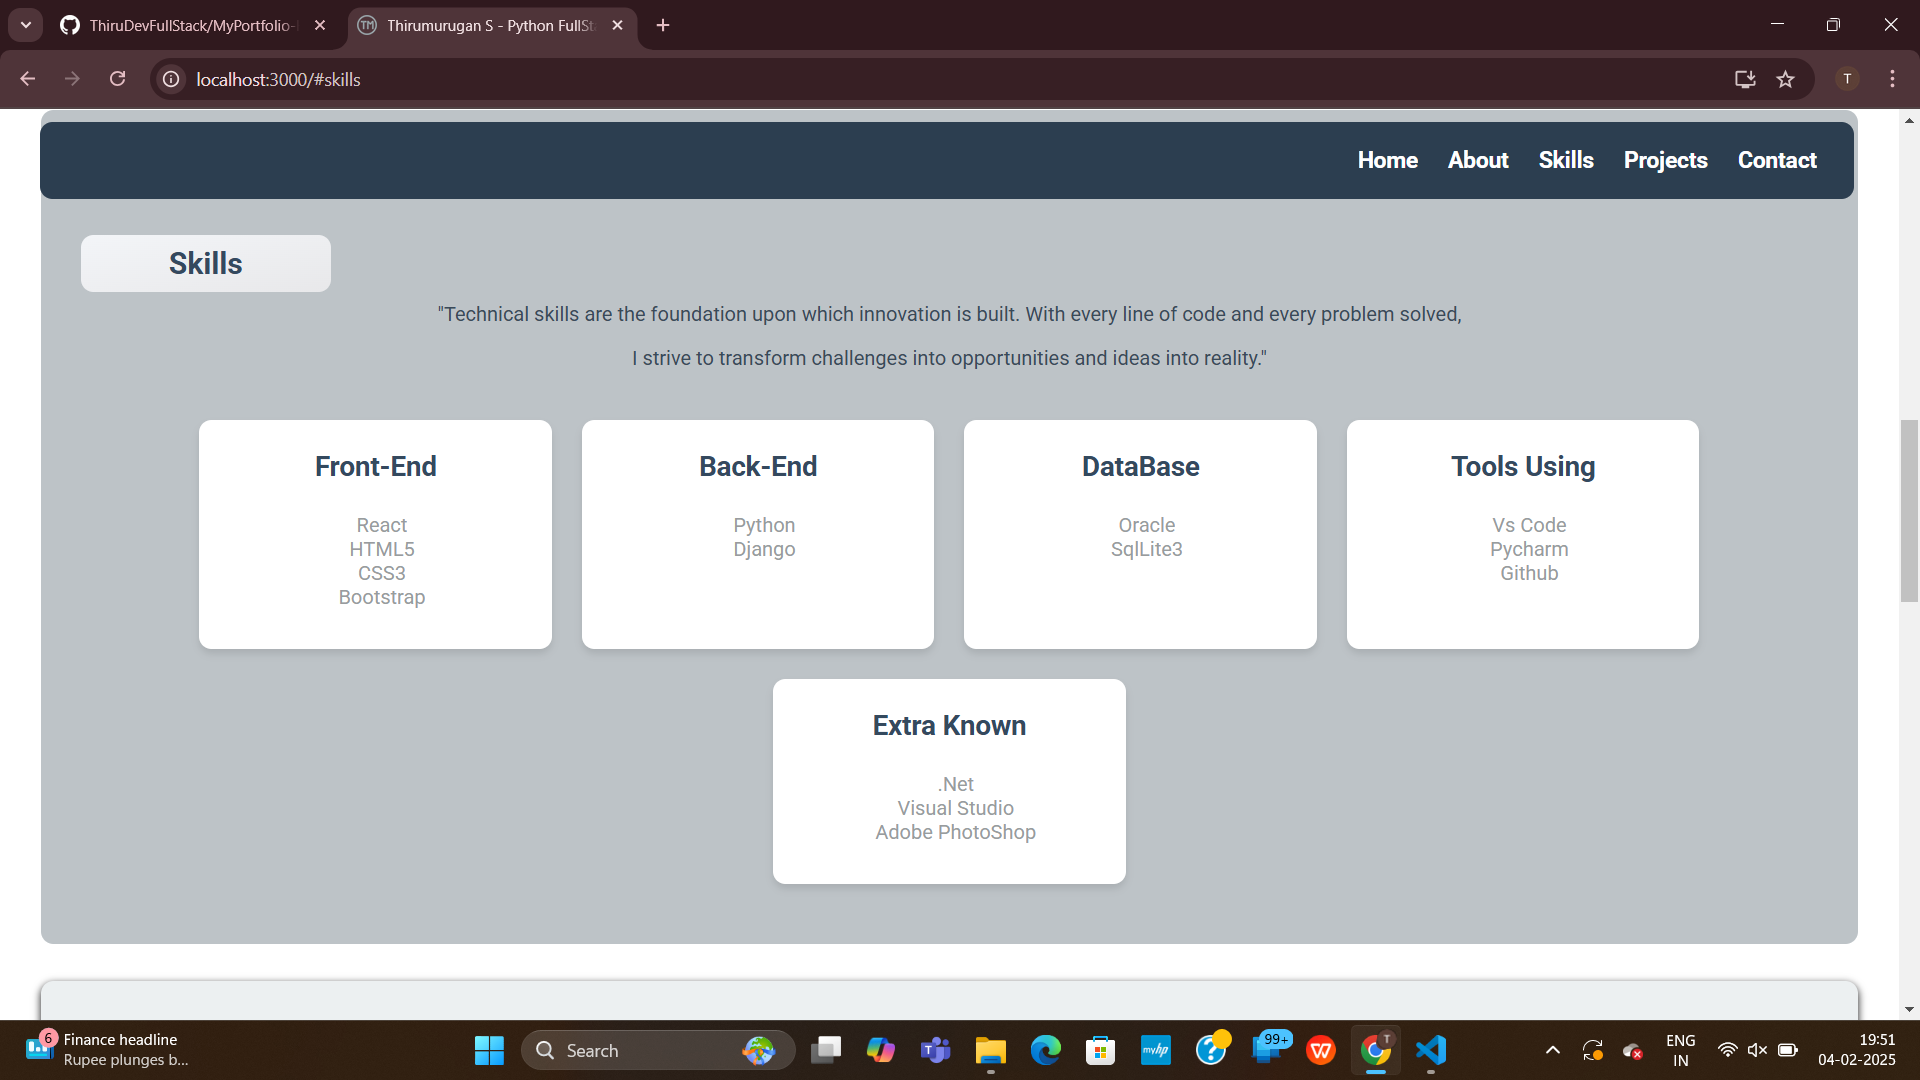 ThiruDevFullStack/MyPortfolio-
Thirumurugan S - Python FullSt
localhost:3000/#skills
T
Home About Skills Projects Contact
Skills
"Technical skills are the foundation upon which innovation is built. With every line of code and every problem solved,
I strive to transform challenges into opportunities and ideas into reality."
Front-End
React
HTML5
CSS3
Bootstrap
Back-End
Python
Django
DataBase
Oracle
SqlLite3
Tools Using
Vs Code
Pycharm
Github
Extra Known
.Net
Visual Studio
Adobe PhotoShop
6
Finance headline
Rupee plunges b...
Search
myhp
99+
T
ENG
IN
19:51
04-02-2025